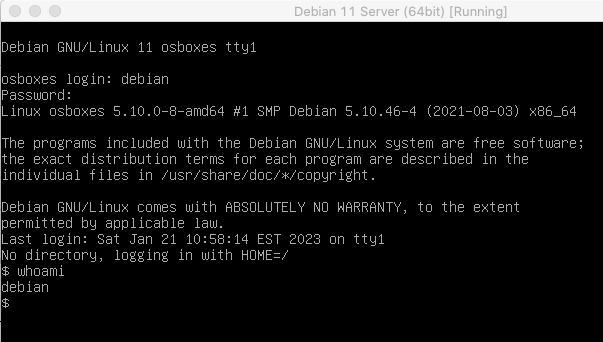 Debian 11 Server (64bit) [Running]
Debian GNU/Linux 11 osboxes tty1
osboxes login: debian
Password:
Linux osboxes 5.10.0-8-amd64 #1 SMP Debian 5.10.46-4 (2021-08-03) x86_64
The programs included with the Debian GNU/Linux system are free software;
the exact distribution terms for each program are described in the
individual files in /usr/share/doc/*/copyright.
Debian GNU/Linux comes with ABSOLUTELY NO WARRANTY, to the extent
permitted by applicable law.
Last login: Sat Jan 21 10:58:14 EST 2023 on tty1
No directory, logging in with HOME=/
$ whoami
debian
$